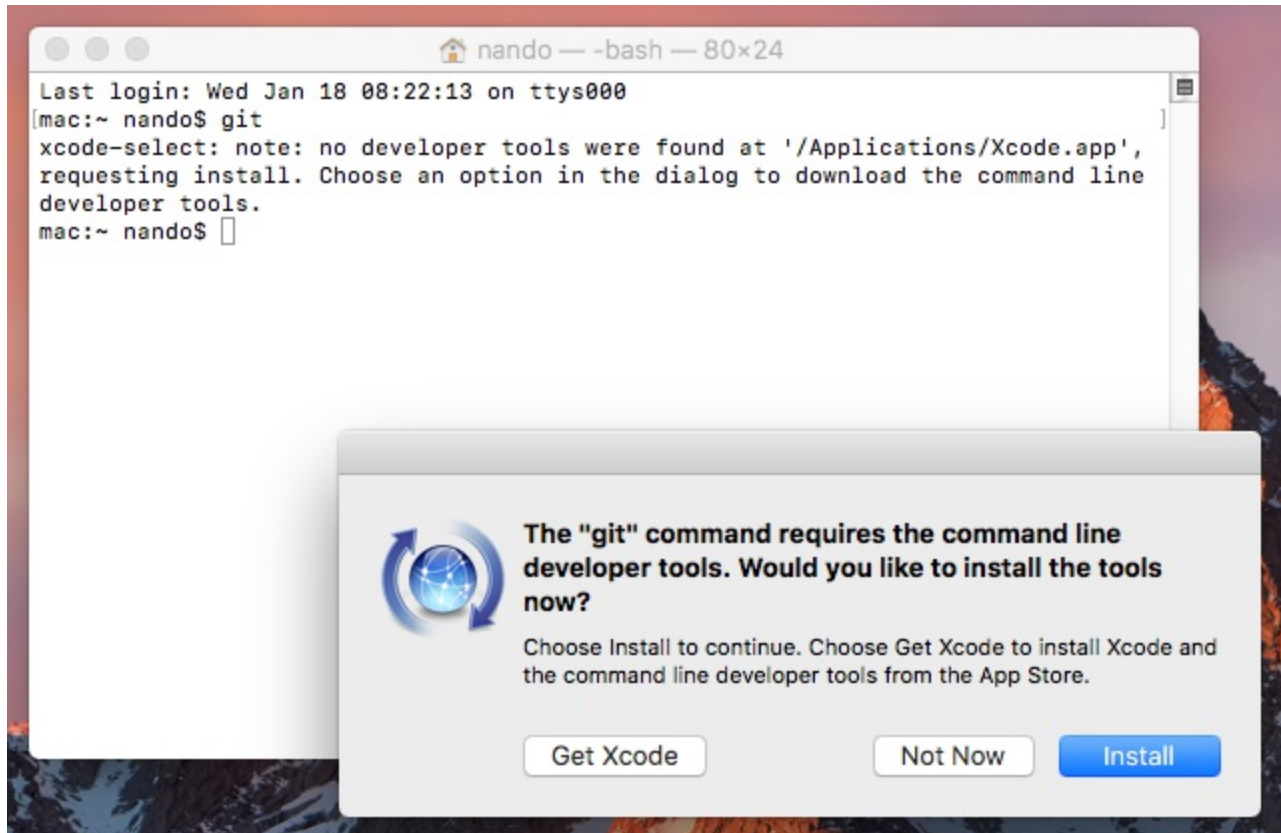 nando — -bash — 80×24
Last login: Wed Jan 18 08:22:13 on ttys000
[mac:~ nando$ git ]
xcode-select: note: no developer tools were found at '/Applications/Xcode.app',
requesting install. Choose an option in the dialog to download the command line
developer tools.
mac:~ nando$
The "git" command requires the command line
developer tools. Would you like to install the tools
now?
Choose Install to continue. Choose Get Xcode to install Xcode and
the command line developer tools from the App Store.
Get Xcode Not Now Install